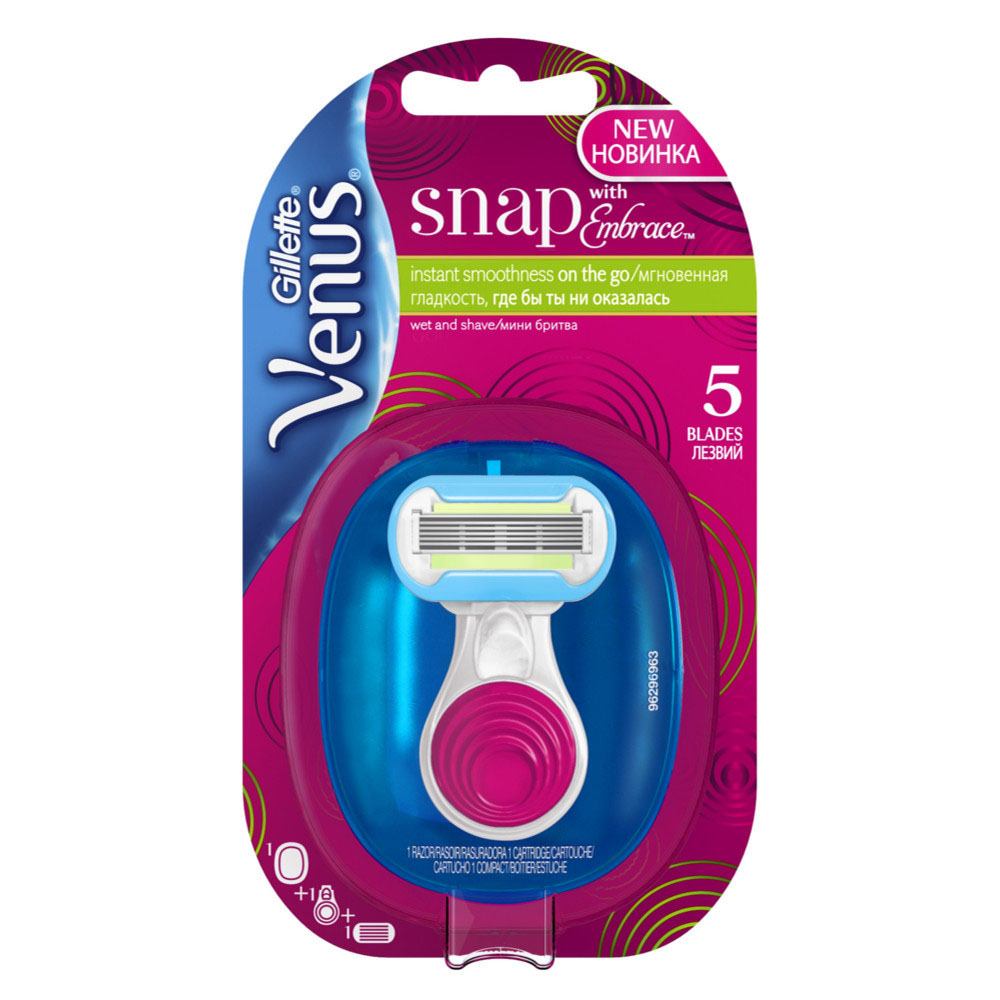 Gillette®
Venus®
NEW
НОВИНКА
snap with Embrace™
instant smoothness on the go/мгновенная
гладкость, где бы ты ни оказалась
wet and shave/мини бритва
5
BLADES
ЛЕЗВИЙ
96296963
1 RAZOR/RASOIR/RASURADORA 1 CARTRIDGE/CARTOUCHE/
CARTUCHO 1 COMPACT/BOÎTIER/ESTUCHE
1
+1
+
1